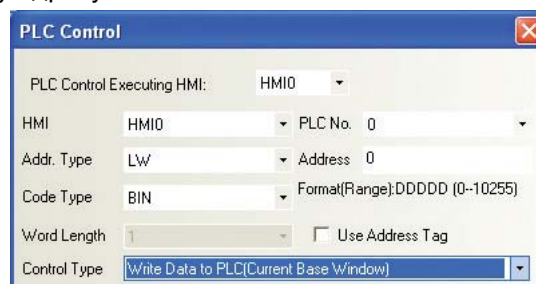 PLC Control
PLC Control Executing HMI: HMI0
HMI HMI0 PLC No. 0
Addr. Type LW Address 0
Code Type BIN Format(Range):DDDDD (0--10255)
Word Length 1 Use Address Tag
Control Type Write Data to PLC(Current Base Window)